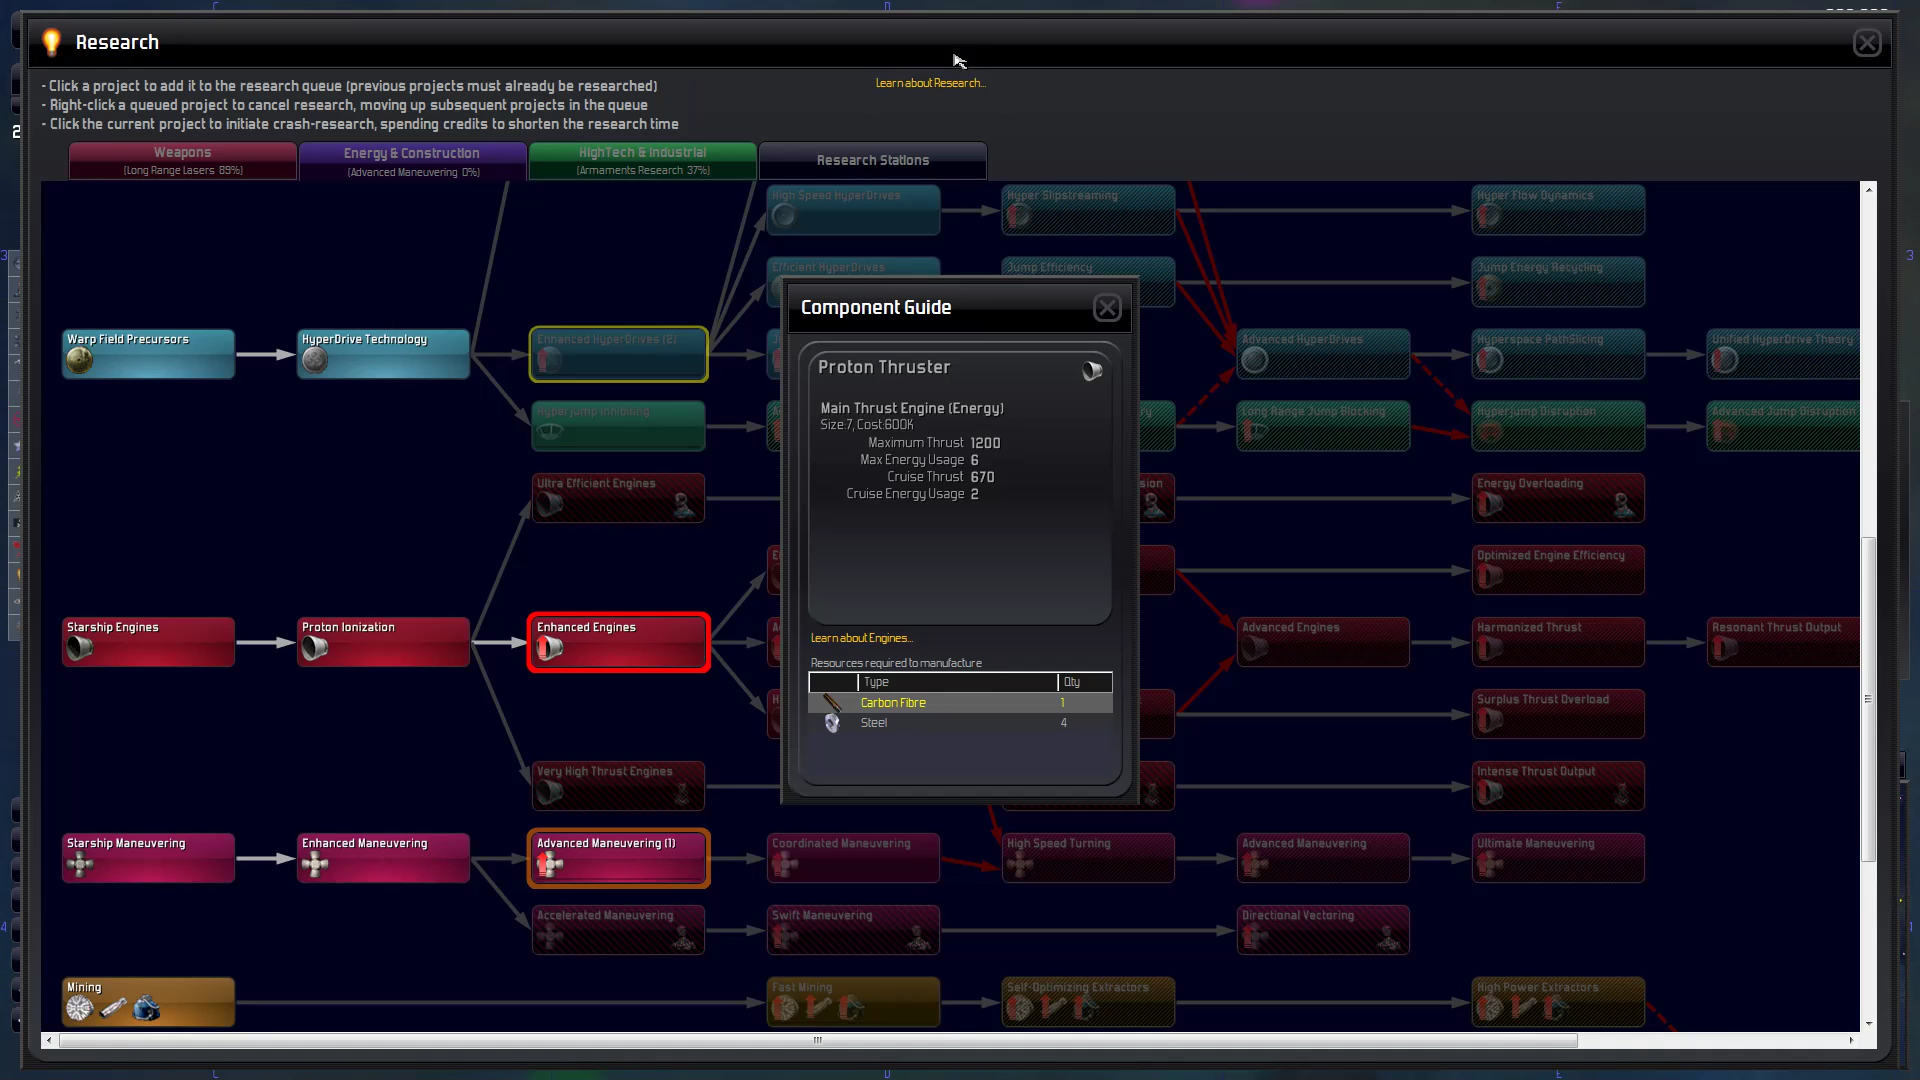 Research
- Click a project to add it to the research queue (previous projects must already be researched)
- Right-click a queued project to cancel research, moving up subsequent projects in the queue
- Click the current project to initiate crash-research, spending credits to shorten the research time
Learn about Research...
Weapons
(Long Range Lasers 89%)
Energy & Construction
(Advanced Maneuvering 0%)
HighTech & Industrial
(Armaments Research 37%)
Research Stations
High Speed HyperDrives
Hyper Slipstreaming
Hyper Flow Dynamics
Efficient HyperDrives
Jump Efficiency
Jump Energy Recycling
Warp Field Precursors
HyperDrive Technology
Enhanced HyperDrives (2)
Advanced HyperDrives
Hyperspace PathSlicing
Unified HyperDrive Theory
Hyperjump Inhibiting
Long Range Jump Blocking
Hyperjump Disruption
Advanced Jump Disruption
Ultra Efficient Engines
Energy Overloading
Optimized Engine Efficiency
Starship Engines
Proton Ionization
Enhanced Engines
Advanced Engines
Harmonized Thrust
Resonant Thrust Output
Surplus Thrust Overload
Very High Thrust Engines
Intense Thrust Output
Starship Maneuvering
Enhanced Maneuvering
Advanced Maneuvering (1)
Coordinated Maneuvering
High Speed Turning
Advanced Maneuvering
Ultimate Maneuvering
Accelerated Maneuvering
Swift Maneuvering
Directional Vectoring
Mining
Fast Mining
Self-Optimizing Extractors
High Power Extractors
Component Guide
Proton Thruster
Main Thrust Engine (Energy)
Size:7, Cost:600K
Maximum Thrust 1200
Max Energy Usage 6
Cruise Thrust 670
Cruise Energy Usage 2
Learn about Engines...
Resources required to manufacture
Type Qty
Carbon Fibre 1
Steel 4